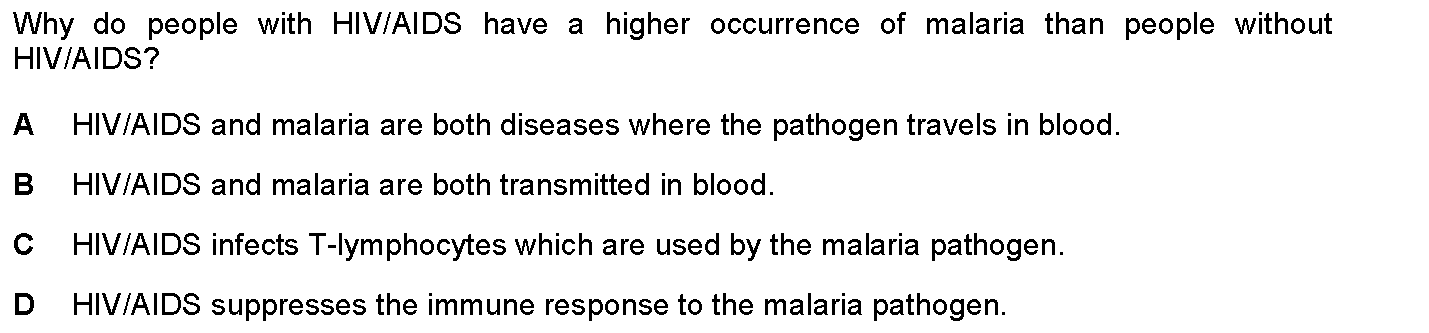 Why do people with HIV/AIDS have a higher occurrence of malaria than people without
HIV/AIDS?
A HIV/AIDS and malaria are both diseases where the pathogen travels in blood.
B HIV/AIDS and malaria are both transmitted in blood.
C HIV/AIDS infects T-lymphocytes which are used by the malaria pathogen.
D HIV/AIDS suppresses the immune response to the malaria pathogen.